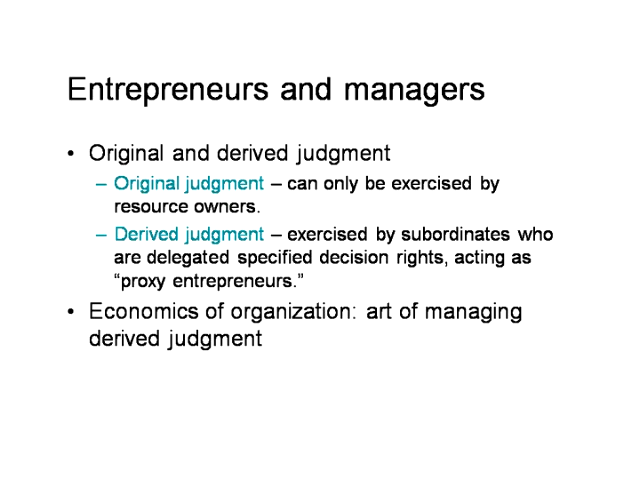 Entrepreneurs and managers
• Original and derived judgment
– Original judgment – can only be exercised by
resource owners.
– Derived judgment – exercised by subordinates who
are delegated specified decision rights, acting as
“proxy entrepreneurs.”
• Economics of organization: art of managing
derived judgment